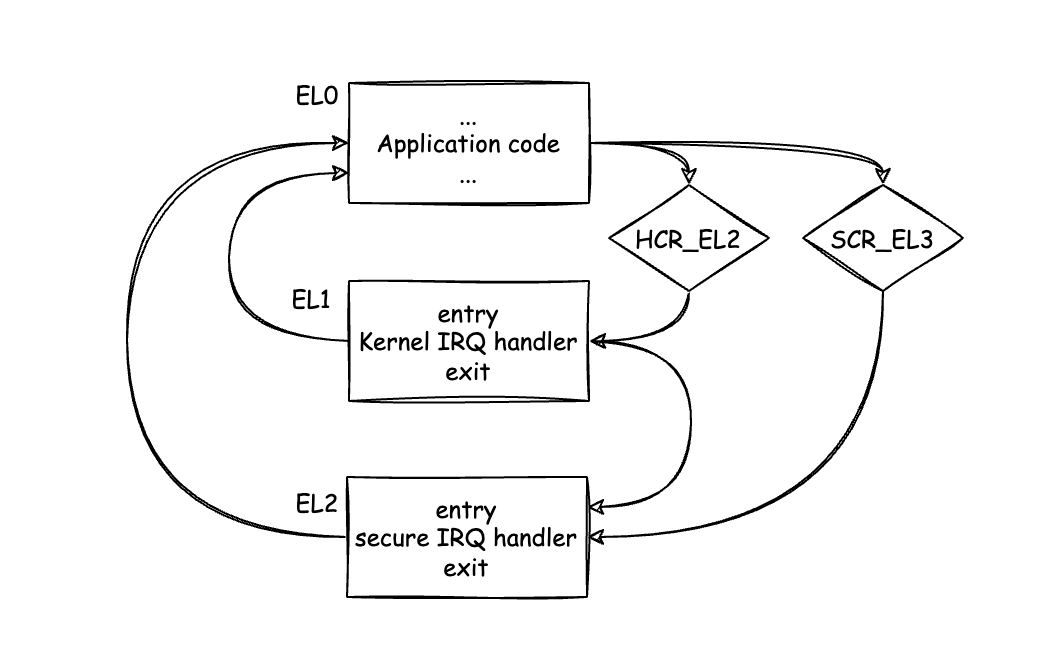 EL0
...
Application code
...
HCR_EL2
SCR_EL3
EL1
entry
Kernel IRQ handler
exit
EL2
entry
secure IRQ handler
exit